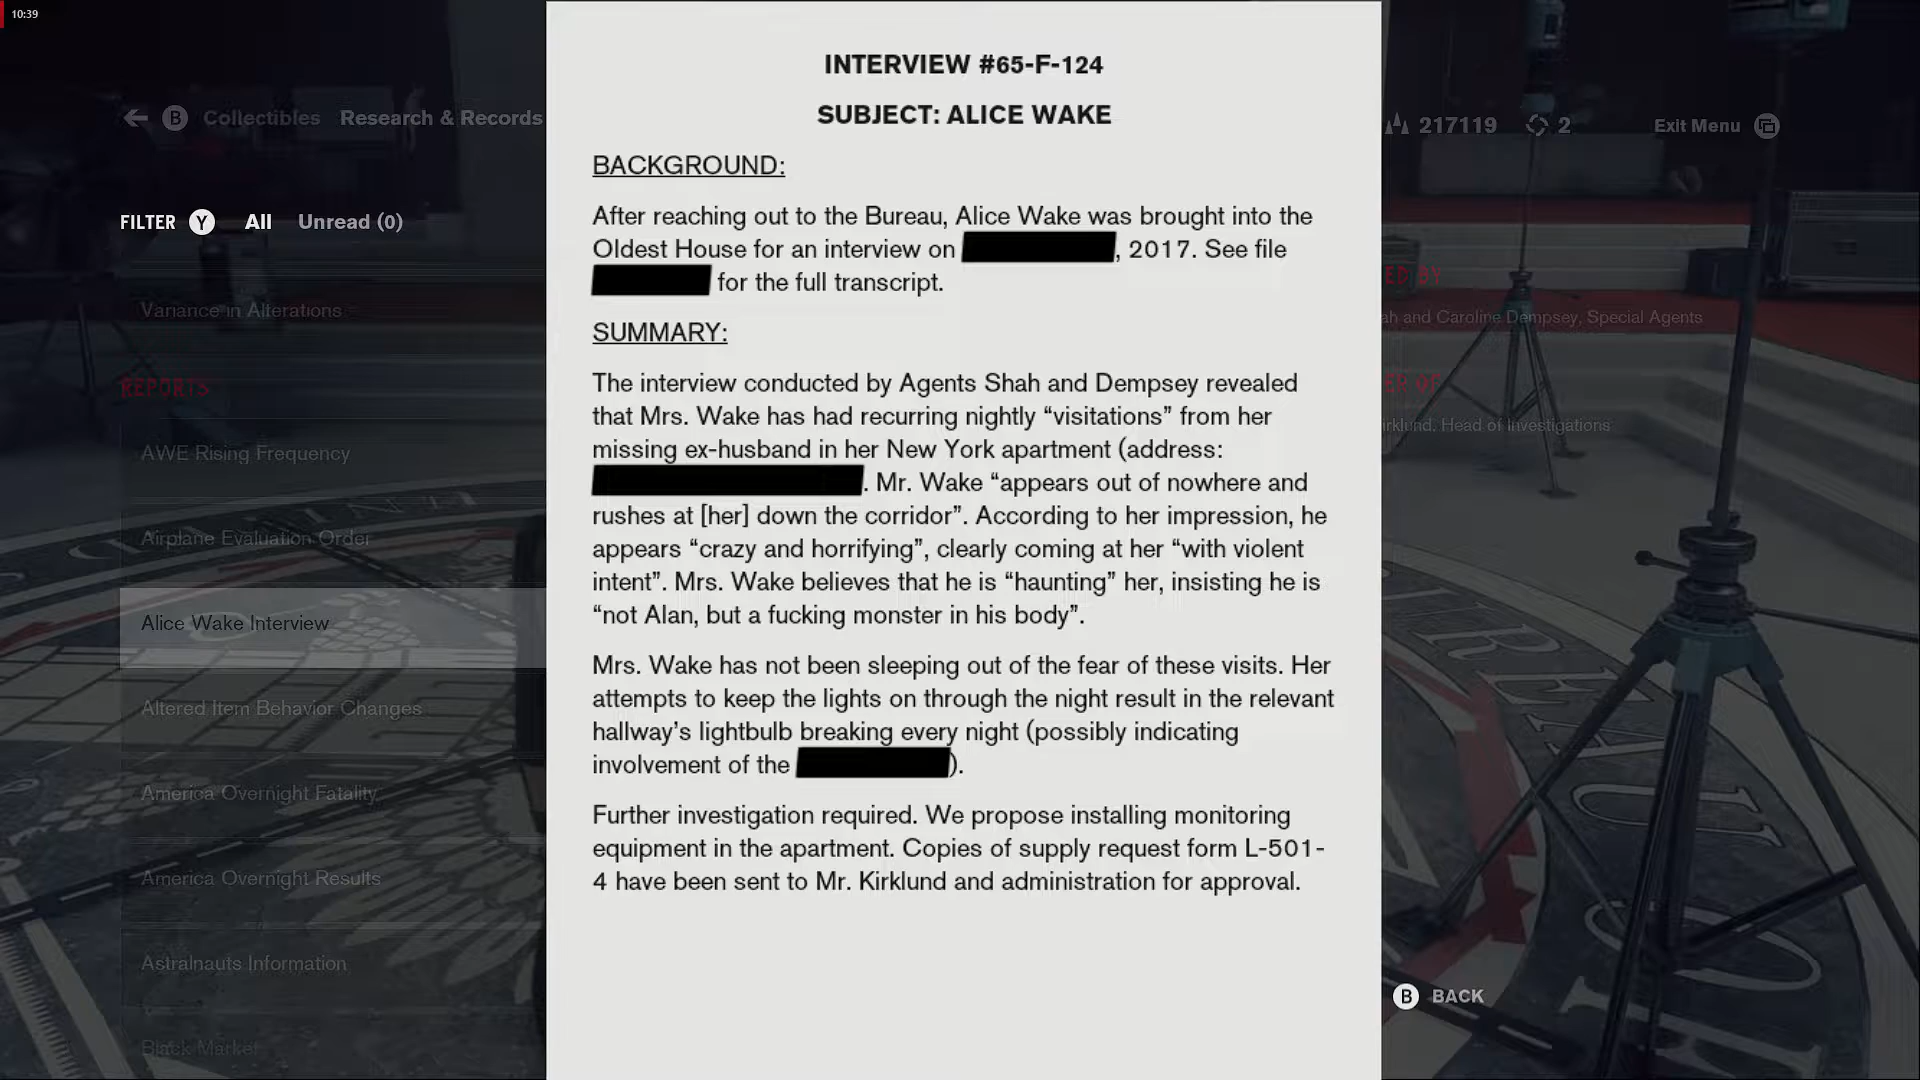 10:39
INTERVIEW #65-F-124
SUBJECT: ALICE WAKE
BACKGROUND:
After reaching out to the Bureau, Alice Wake was brought into the
Oldest House for an interview on , 2017. See file
for the full transcript.
SUMMARY:
The interview conducted by Agents Shah and Dempsey revealed
that Mrs. Wake has had recurring nightly “visitations” from her
missing ex-husband in her New York apartment (address:
. Mr. Wake “appears out of nowhere and
rushes at [her] down the corridor”. According to her impression, he
appears “crazy and horrifying”, clearly coming at her “with violent
intent”. Mrs. Wake believes that he is “haunting” her, insisting he is
“not Alan, but a fucking monster in his body”.
Mrs. Wake has not been sleeping out of the fear of these visits. Her
attempts to keep the lights on through the night result in the relevant
hallway’s lightbulb breaking every night (possibly indicating
involvement of the ).
Further investigation required. We propose installing monitoring
equipment in the apartment. Copies of supply request form L-501-
4 have been sent to Mr. Kirklund and administration for approval.
B Collectibles Research & Records
FILTER Y All Unread (0)
Variance in Alterations
REPORTS
AWE Rising Frequency
Airplane Evaluation Order
Alice Wake Interview
Altered Item Behavior Changes
America Overnight Fatality
America Overnight Results
Astralnauts Information
Black Market
217119 2 Exit Menu
ED BY
ah and Caroline Dempsey, Special Agents
ER OF
irklund, Head of Investigations
B BACK